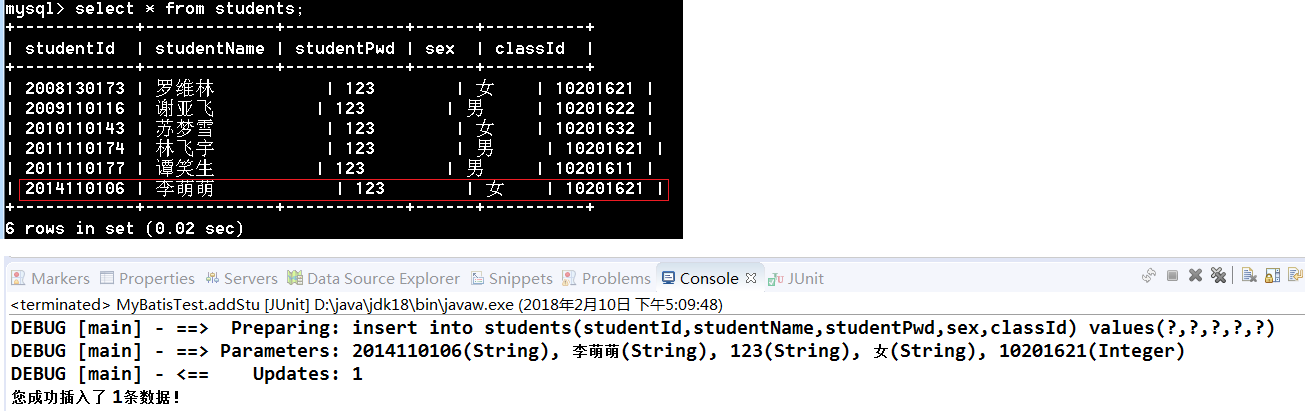 mysql> select * from students;
+------------+-------------+------------+------+----------+
| studentId  | studentName | studentPwd | sex  | classId  |
+------------+-------------+------------+------+----------+
| 2008130173 | 罗维林 | 123 | 女 | 10201621 |
| 2009110116 | 谢亚飞 | 123 | 男 | 10201622 |
| 2010110143 | 苏梦雪 | 123 | 女 | 10201632 |
| 2011110174 | 林飞宇 | 123 | 男 | 10201621 |
| 2011110177 | 谭笑生 | 123 | 男 | 10201611 |
| 2014110106 | 李萌萌 | 123 | 女 | 10201621 |
+------------+-------------+------------+------+----------+
6 rows in set (0.02 sec)
Markers Properties Servers Data Source Explorer Snippets Problems Console JUnit
<terminated> MyBatisTest.addStu [JUnit] D:\java\jdk18\bin\javaw.exe (2018年2月10日 下午5:09:48)
DEBUG [main] - ==>  Preparing: insert into students(studentId,studentName,studentPwd,sex,classId) values(?,?,?,?,?)
DEBUG [main] - ==> Parameters: 2014110106(String), 李萌萌(String), 123(String), 女(String), 10201621(Integer)
DEBUG [main] - <==    Updates: 1
您成功插入了 1条数据!